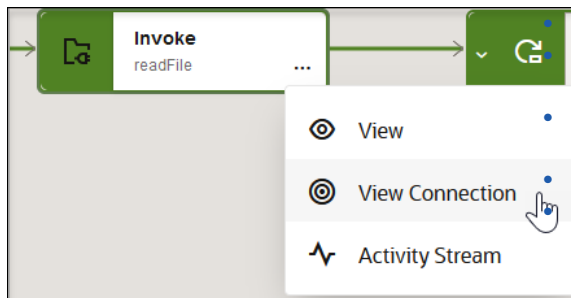 Invoke
readFile
...
View
View Connection
Activity Stream